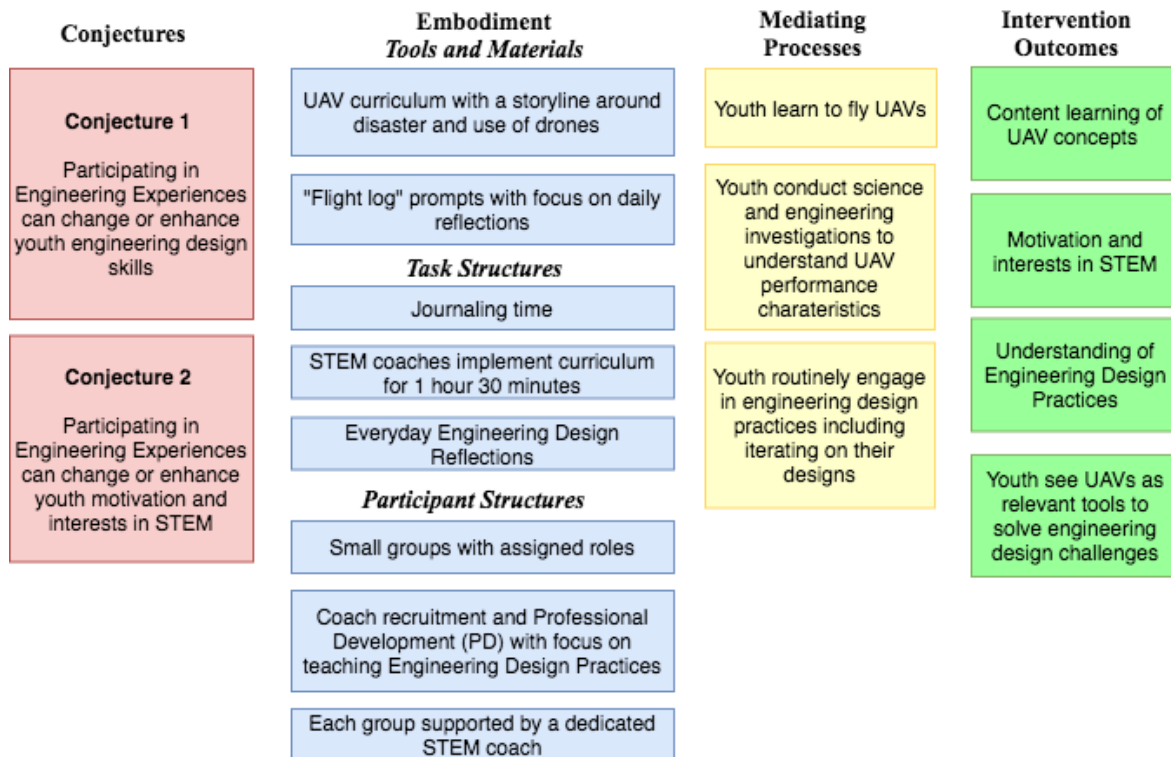 Conjectures
Conjecture 1
Participating in
Engineering Experiences
can change or enhance
youth engineering design
skills
Conjecture 2
Participating in
Engineering Experiences
can change or enhance
youth motivation and
interests in STEM
Embodiment
Tools and Materials
UAV curriculum with a storyline around
disaster and use of drones
"Flight log" prompts with focus on daily
reflections
Task Structures
Journaling time
STEM coaches implement curriculum
for 1 hour 30 minutes
Everyday Engineering Design
Reflections
Participant Structures
Small groups with assigned roles
Coach recruitment and Professional
Development (PD) with focus on
teaching Engineering Design Practices
Each group supported by a dedicated
STEM coach
Mediating
Processes
Youth learn to fly UAVs
Youth conduct science
and engineering
investigations to
understand UAV
performance
charateristics
Youth routinely engage
in engineering design
practices including
iterating on their
designs
Intervention
Outcomes
Content learning of
UAV concepts
Motivation and
interests in STEM
Understanding of
Engineering Design
Practices
Youth see UAVs as
relevant tools to
solve engineering
design challenges